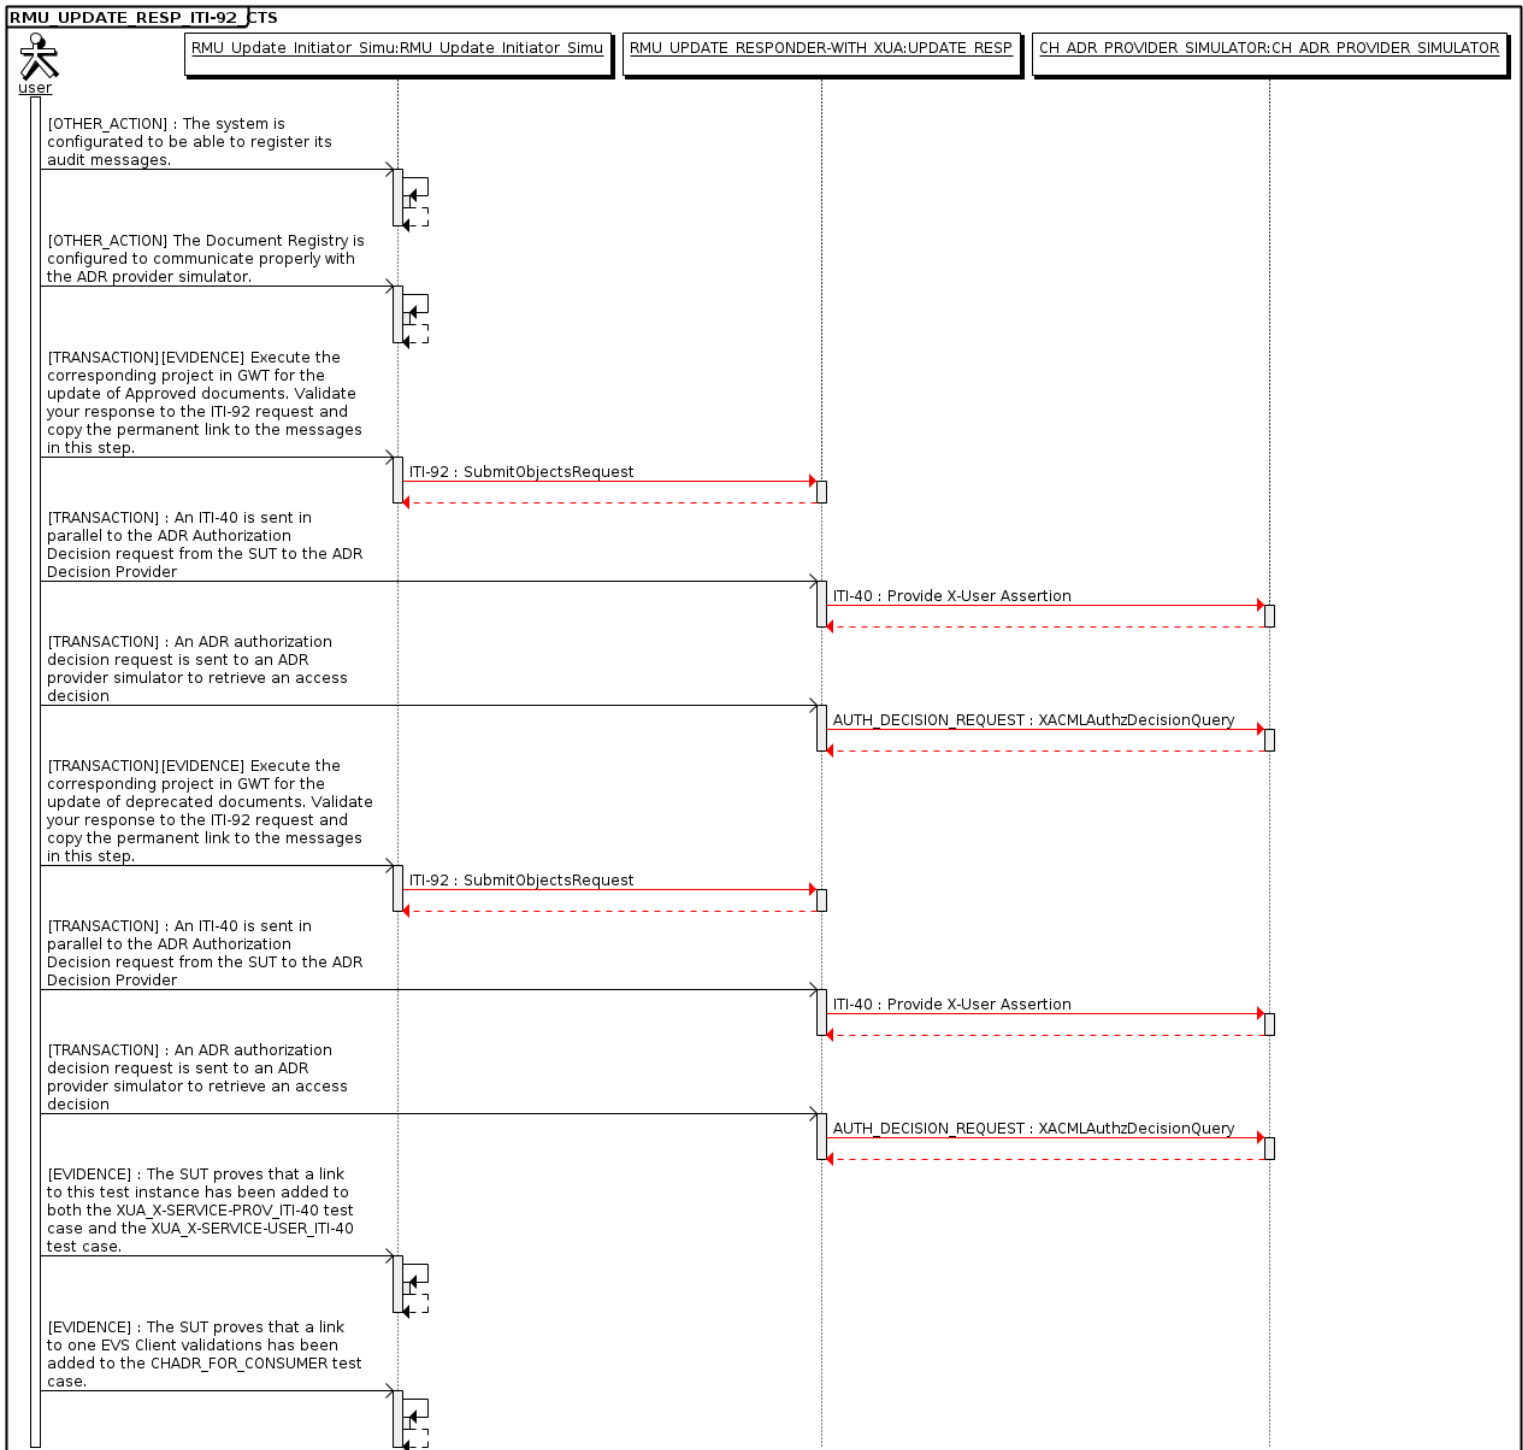 RMU_UPDATE_RESP_ITI-92_CTS
user
RMU_Update_Initiator_Simu:RMU_Update_Initiator_Simu
RMU_UPDATE_RESPONDER-WITH_XUA:UPDATE_RESP
CH_ADR_PROVIDER_SIMULATOR:CH_ADR_PROVIDER_SIMULATOR
[OTHER_ACTION] : The system is
configurated to be able to register its
audit messages.
[OTHER_ACTION] The Document Registry is
configured to communicate properly with
the ADR provider simulator.
[TRANSACTION][EVIDENCE] Execute the
corresponding project in GWT for the
update of Approved documents. Validate
your response to the ITI-92 request and
copy the permanent link to the messages
in this step.
ITI-92 : SubmitObjectsRequest
[TRANSACTION] : An ITI-40 is sent in
parallel to the ADR Authorization
Decision request from the SUT to the ADR
Decision Provider
ITI-40 : Provide X-User Assertion
[TRANSACTION] : An ADR authorization
decision request is sent to an ADR
provider simulator to retrieve an access
decision
AUTH_DECISION_REQUEST : XACMLAuthzDecisionQuery
[TRANSACTION][EVIDENCE] Execute the
corresponding project in GWT for the
update of deprecated documents. Validate
your response to the ITI-92 request and
copy the permanent link to the messages
in this step.
ITI-92 : SubmitObjectsRequest
[TRANSACTION] : An ITI-40 is sent in
parallel to the ADR Authorization
Decision request from the SUT to the ADR
Decision Provider
ITI-40 : Provide X-User Assertion
[TRANSACTION] : An ADR authorization
decision request is sent to an ADR
provider simulator to retrieve an access
decision
AUTH_DECISION_REQUEST : XACMLAuthzDecisionQuery
[EVIDENCE] : The SUT proves that a link
to this test instance has been added to
both the XUA_X-SERVICE-PROV_ITI-40 test
case and the XUA_X-SERVICE-USER_ITI-40
test case.
[EVIDENCE] : The SUT proves that a link
to one EVS Client validations has been
added to the CHADR_FOR_CONSUMER test
case.